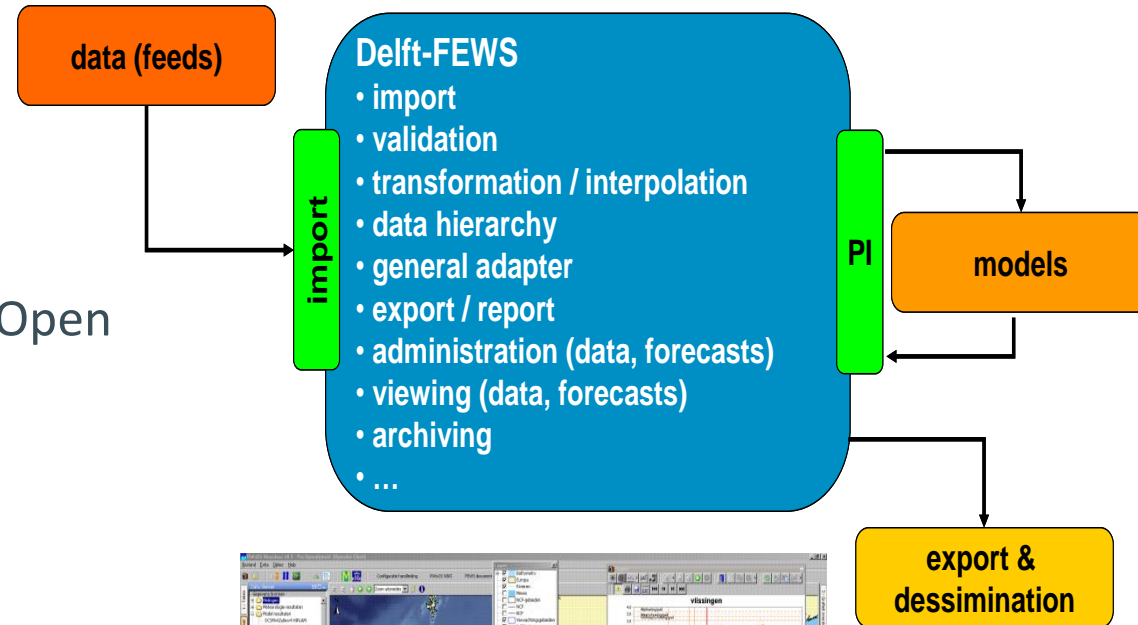 data (feeds)
Delft-FEWS
• import
• validation
• transformation / interpolation
• data hierarchy
• general adapter
• export / report
• administration (data, forecasts)
• viewing (data, forecasts)
• archiving
• ...
import
PI
models
Open
export &
dessimination
vlissingen